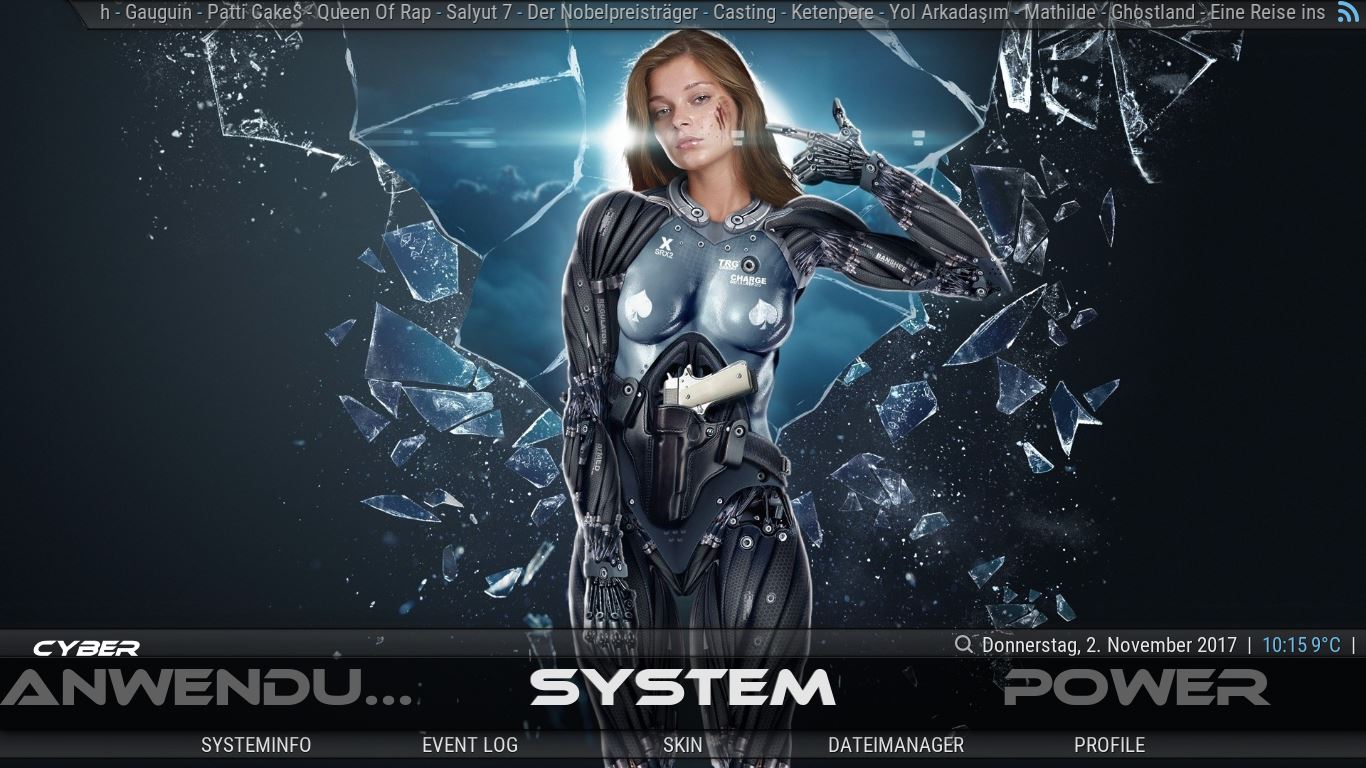 h - Gauguin - Patti Cake$ - Queen Of Rap - Salyut 7 - Der Nobelpreisträger - Casting - Ketenpere - Yol Arkadaşım - Mathilde - Ghostland - Eine Reise ins
X
SRX2
TRG
CHARGE
BANSHEE
CYBER
Donnerstag, 2. November 2017 | 10:15 9°C |
ANWENDU... SYSTEM POWER
SYSTEMINFO EVENT LOG SKIN DATEIMANAGER PROFILE